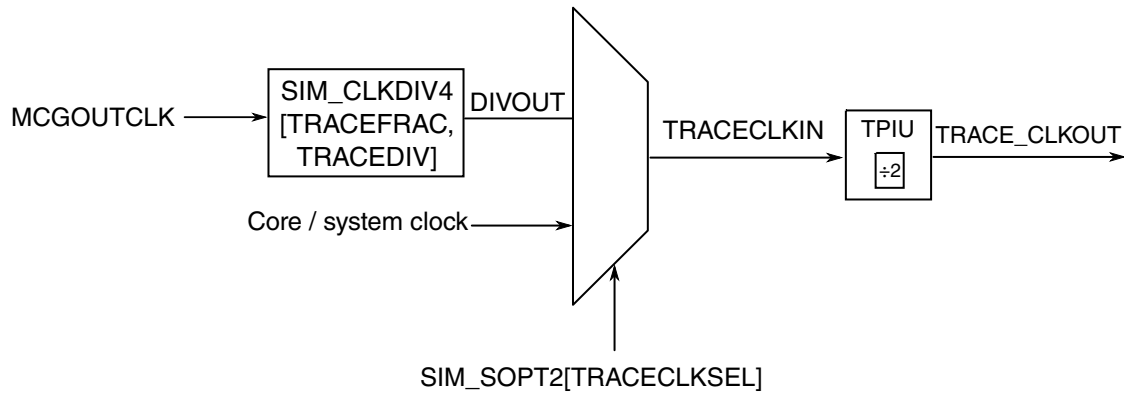 MCGOUTCLK
SIM_CLKDIV4
[TRACEFRAC,
TRACEDIV]
DIVOUT
Core / system clock
TRACECLKIN
TPIU
÷2
TRACE_CLKOUT
SIM_SOPT2[TRACECLKSEL]